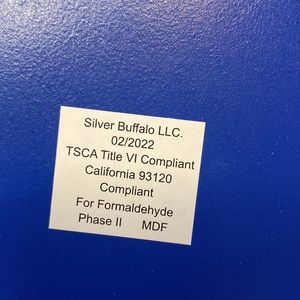 Silver Buffalo LLC.
02/2022
TSCA Title VI Compliant
California 93120
Compliant
For Formaldehyde
Phase II MDF